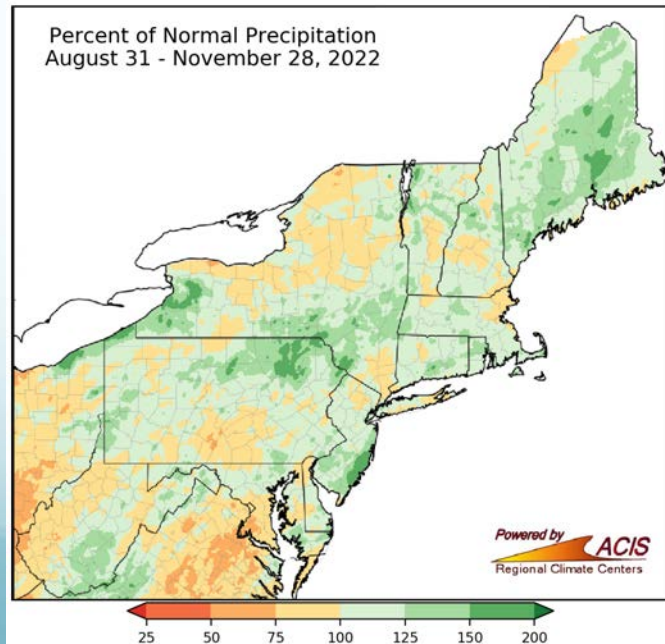 Percent of Normal Precipitation
August 31 - November 28, 2022
Powered by
ACIS
Regional Climate Centers
25 50 75 100 125 150 200